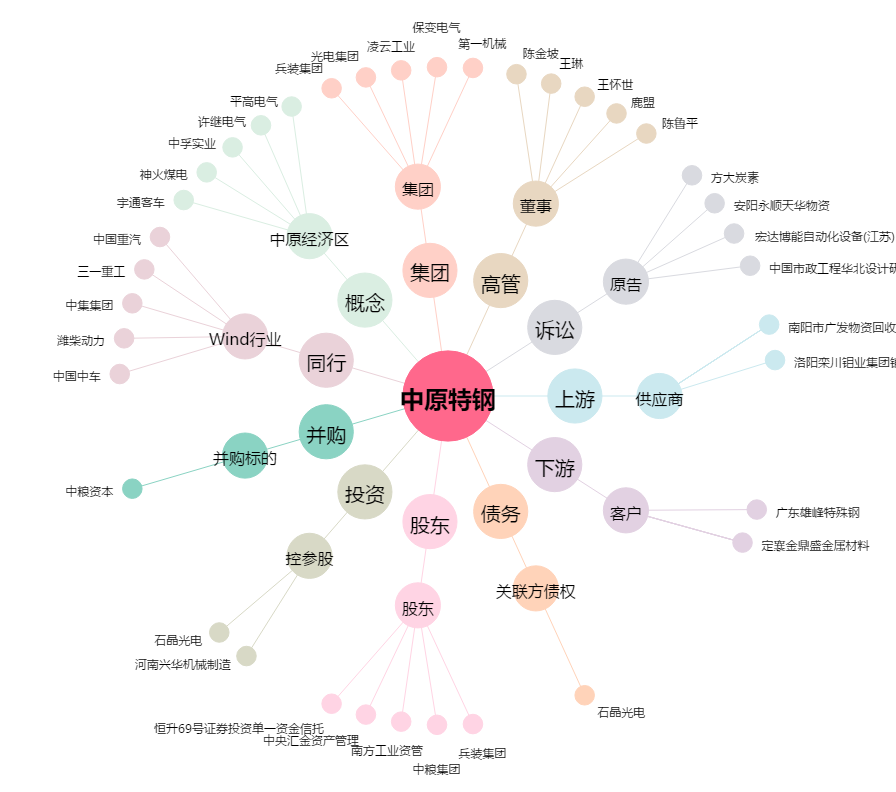 保变电气
第一机械
凌云工业
光电集团
兵装集团
陈金坡
王琳
王怀世
鹿盟
陈鲁平
平高电气
许继电气
中孚实业
神火煤电
宇通客车
集团
董事
中原经济区
方大炭素
安阳永顺天华物资
宏达博能自动化设备(江苏)
中国市政工程华北设计研
原告
中国重汽
三一重工
中集集团
潍柴动力
中国中车
Wind行业
集团
高管
概念
诉讼
同行
南阳市广发物资回收
洛阳栾川钼业集团
供应商
中原特钢
上游
并购
并购标的
中粮资本
下游
客户
广东雄峰特殊钢
定襄金鼎盛金属材料
投资
股东
债务
控参股
关联方债权
股东
石晶光电
河南兴华机械制造
石晶光电
恒升69号证券投资单一资金信托
中央汇金资产管理
南方工业资管
中粮集团
兵装集团